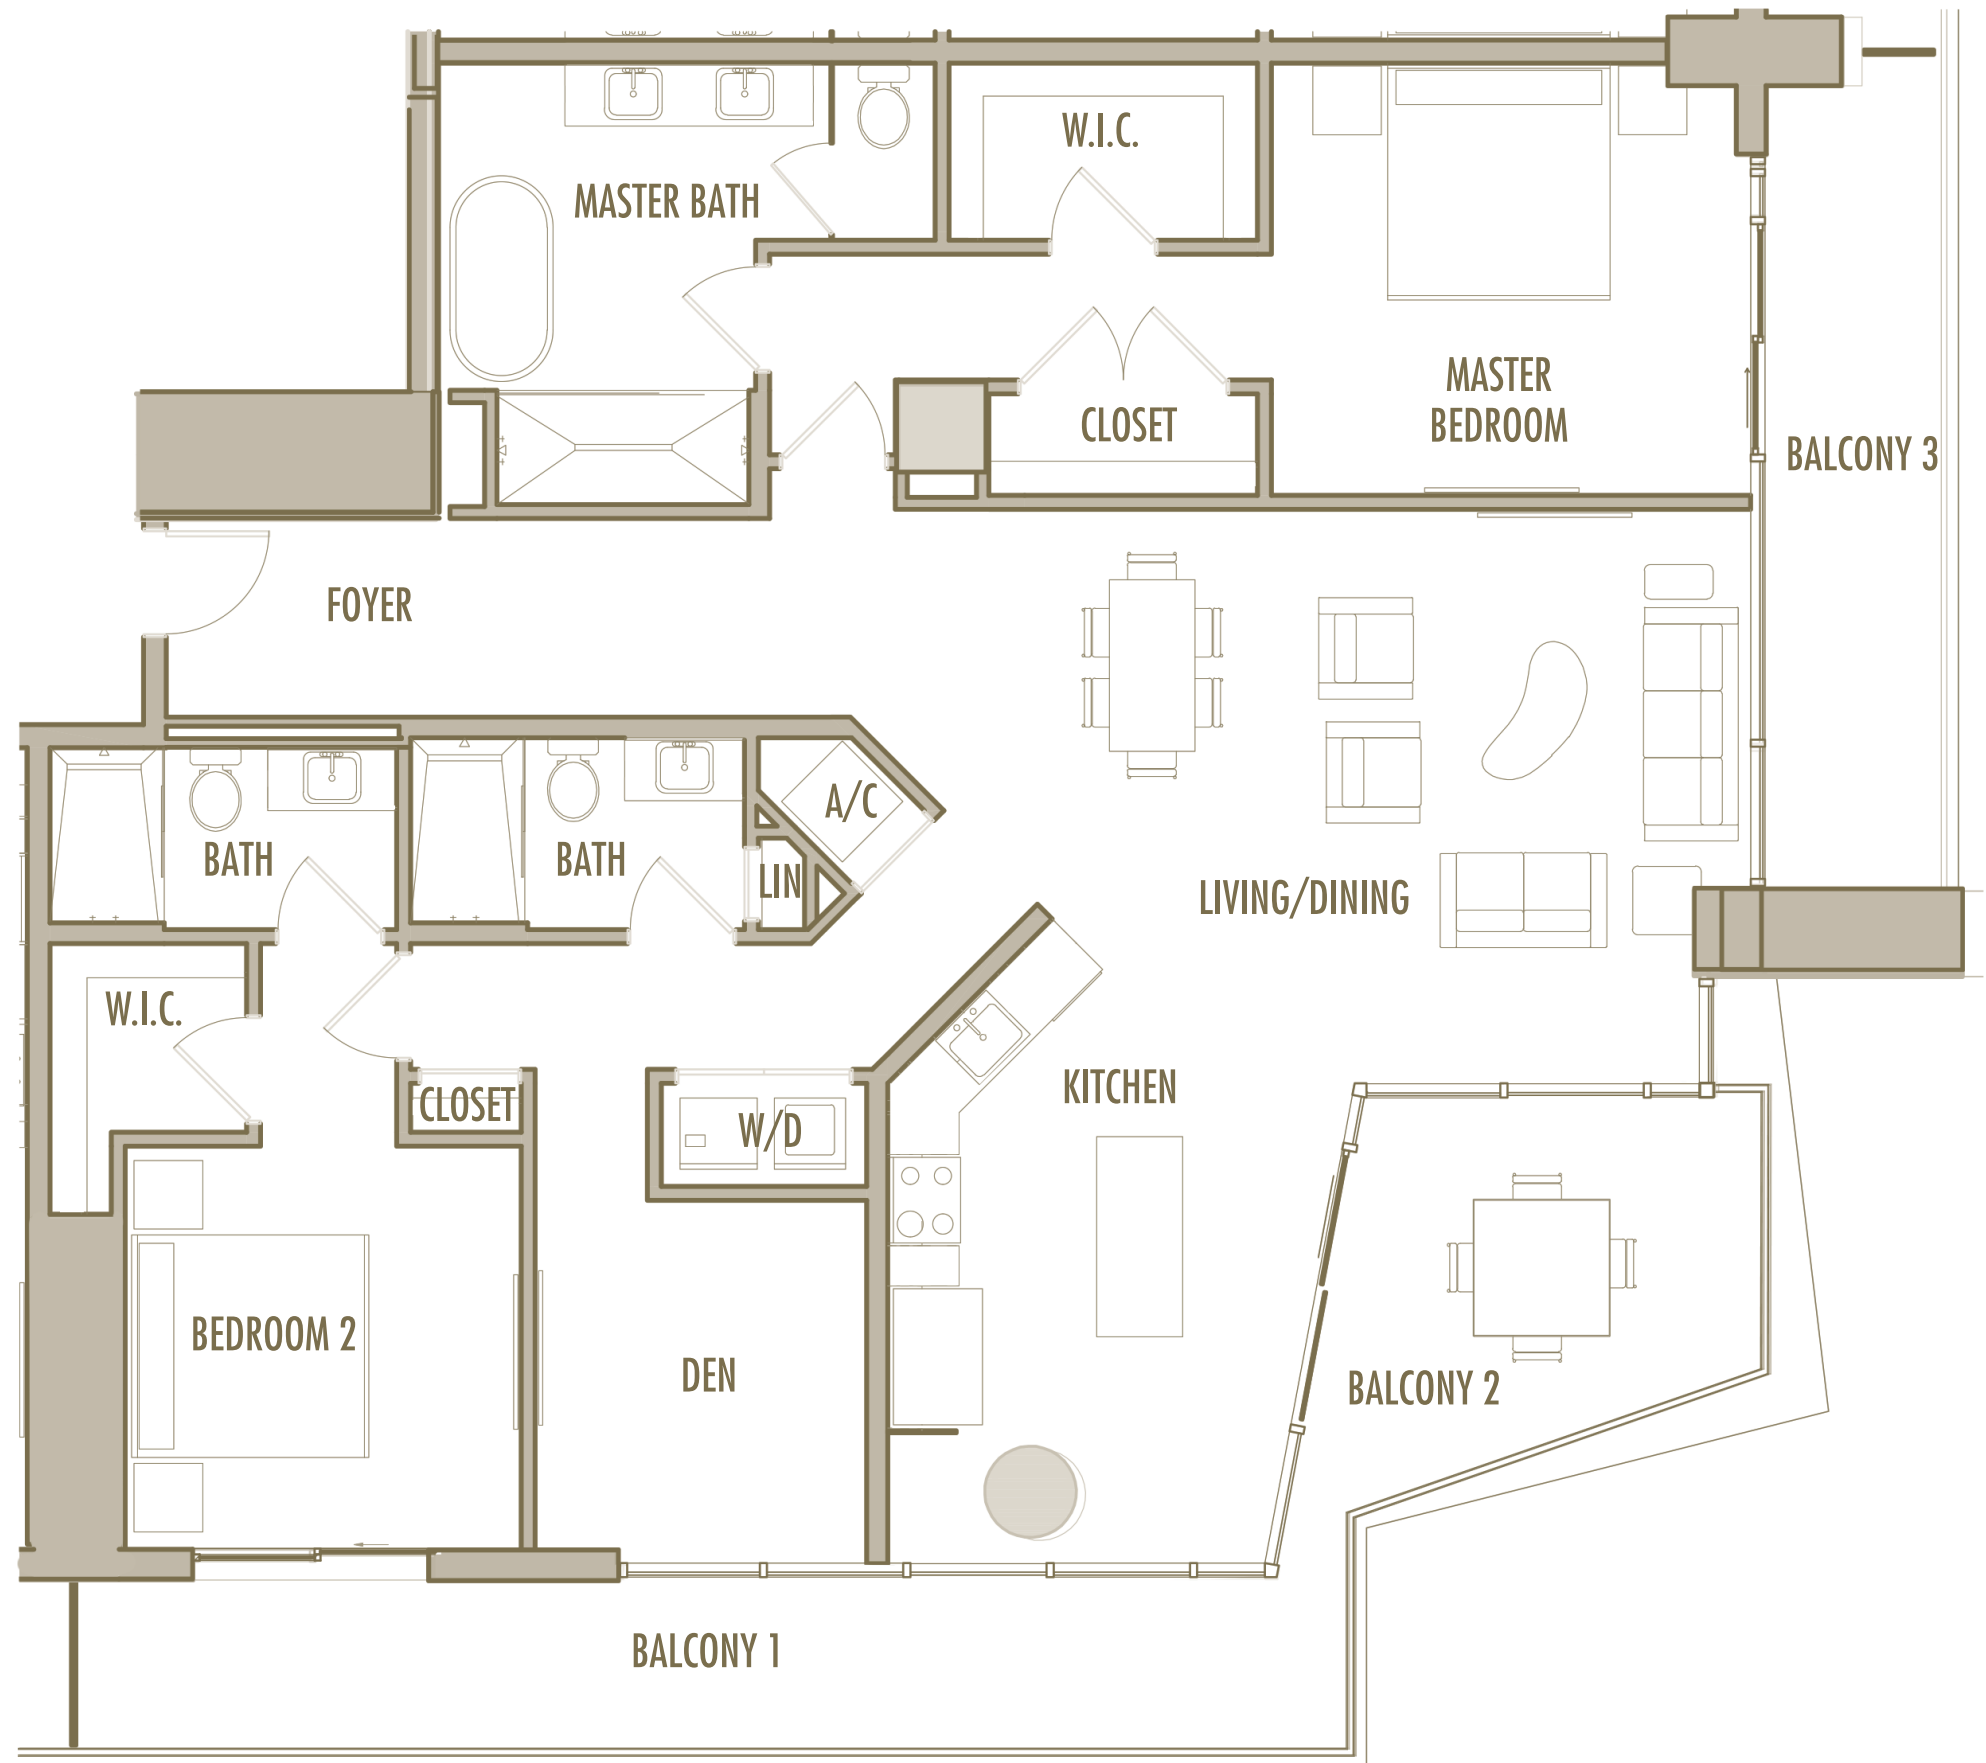 W.I.C.
MASTER BATH
MASTER
BEDROOM
CLOSET
BALCONY 3
FOYER
A/C
BATH
BATH
LIN
LIVING/DINING
W.I.C.
KITCHEN
CLOSET
W/D
BEDROOM 2
DEN
BALCONY 2
BALCONY 1